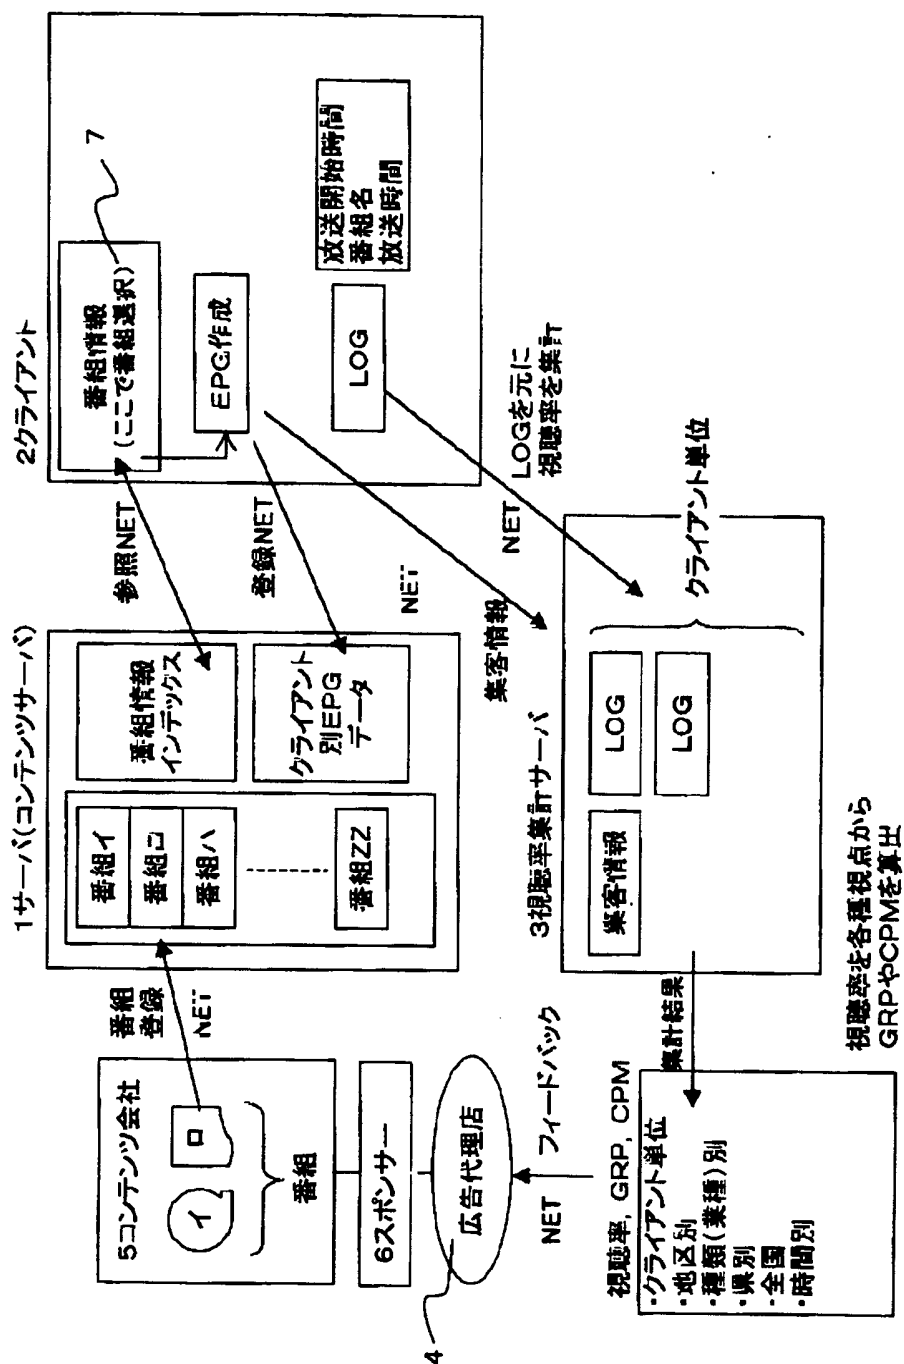 5コンテンツ会社
イ
ロ
番組
6スポンサー
広告代理店
4
番組
登録
NET
1サーバ(コンテンツサーバ)
番組イ
番組ロ
番組ハ
番組ZZ
番組情報
インデックス
クライアント
別EPG
データ
参照NET
登録NET
NET
集客情報
2クライアント
番組情報
(ここで番組選択)
7
EPG作成
LOG
放送開始時間
番組名
放送時間
NET
LOGを元に
視聴率を集計
3視聴率集計サーバ
集客情報
LOG
LOG
クライアント単位
集計結果
視聴率を各種視点から
GRPやCPMを算出
NET
フィードバック
視聴率, GRP, CPM
・クライアント単位
・地区別
・種類(業種)別
・県別
・全国
・時間別